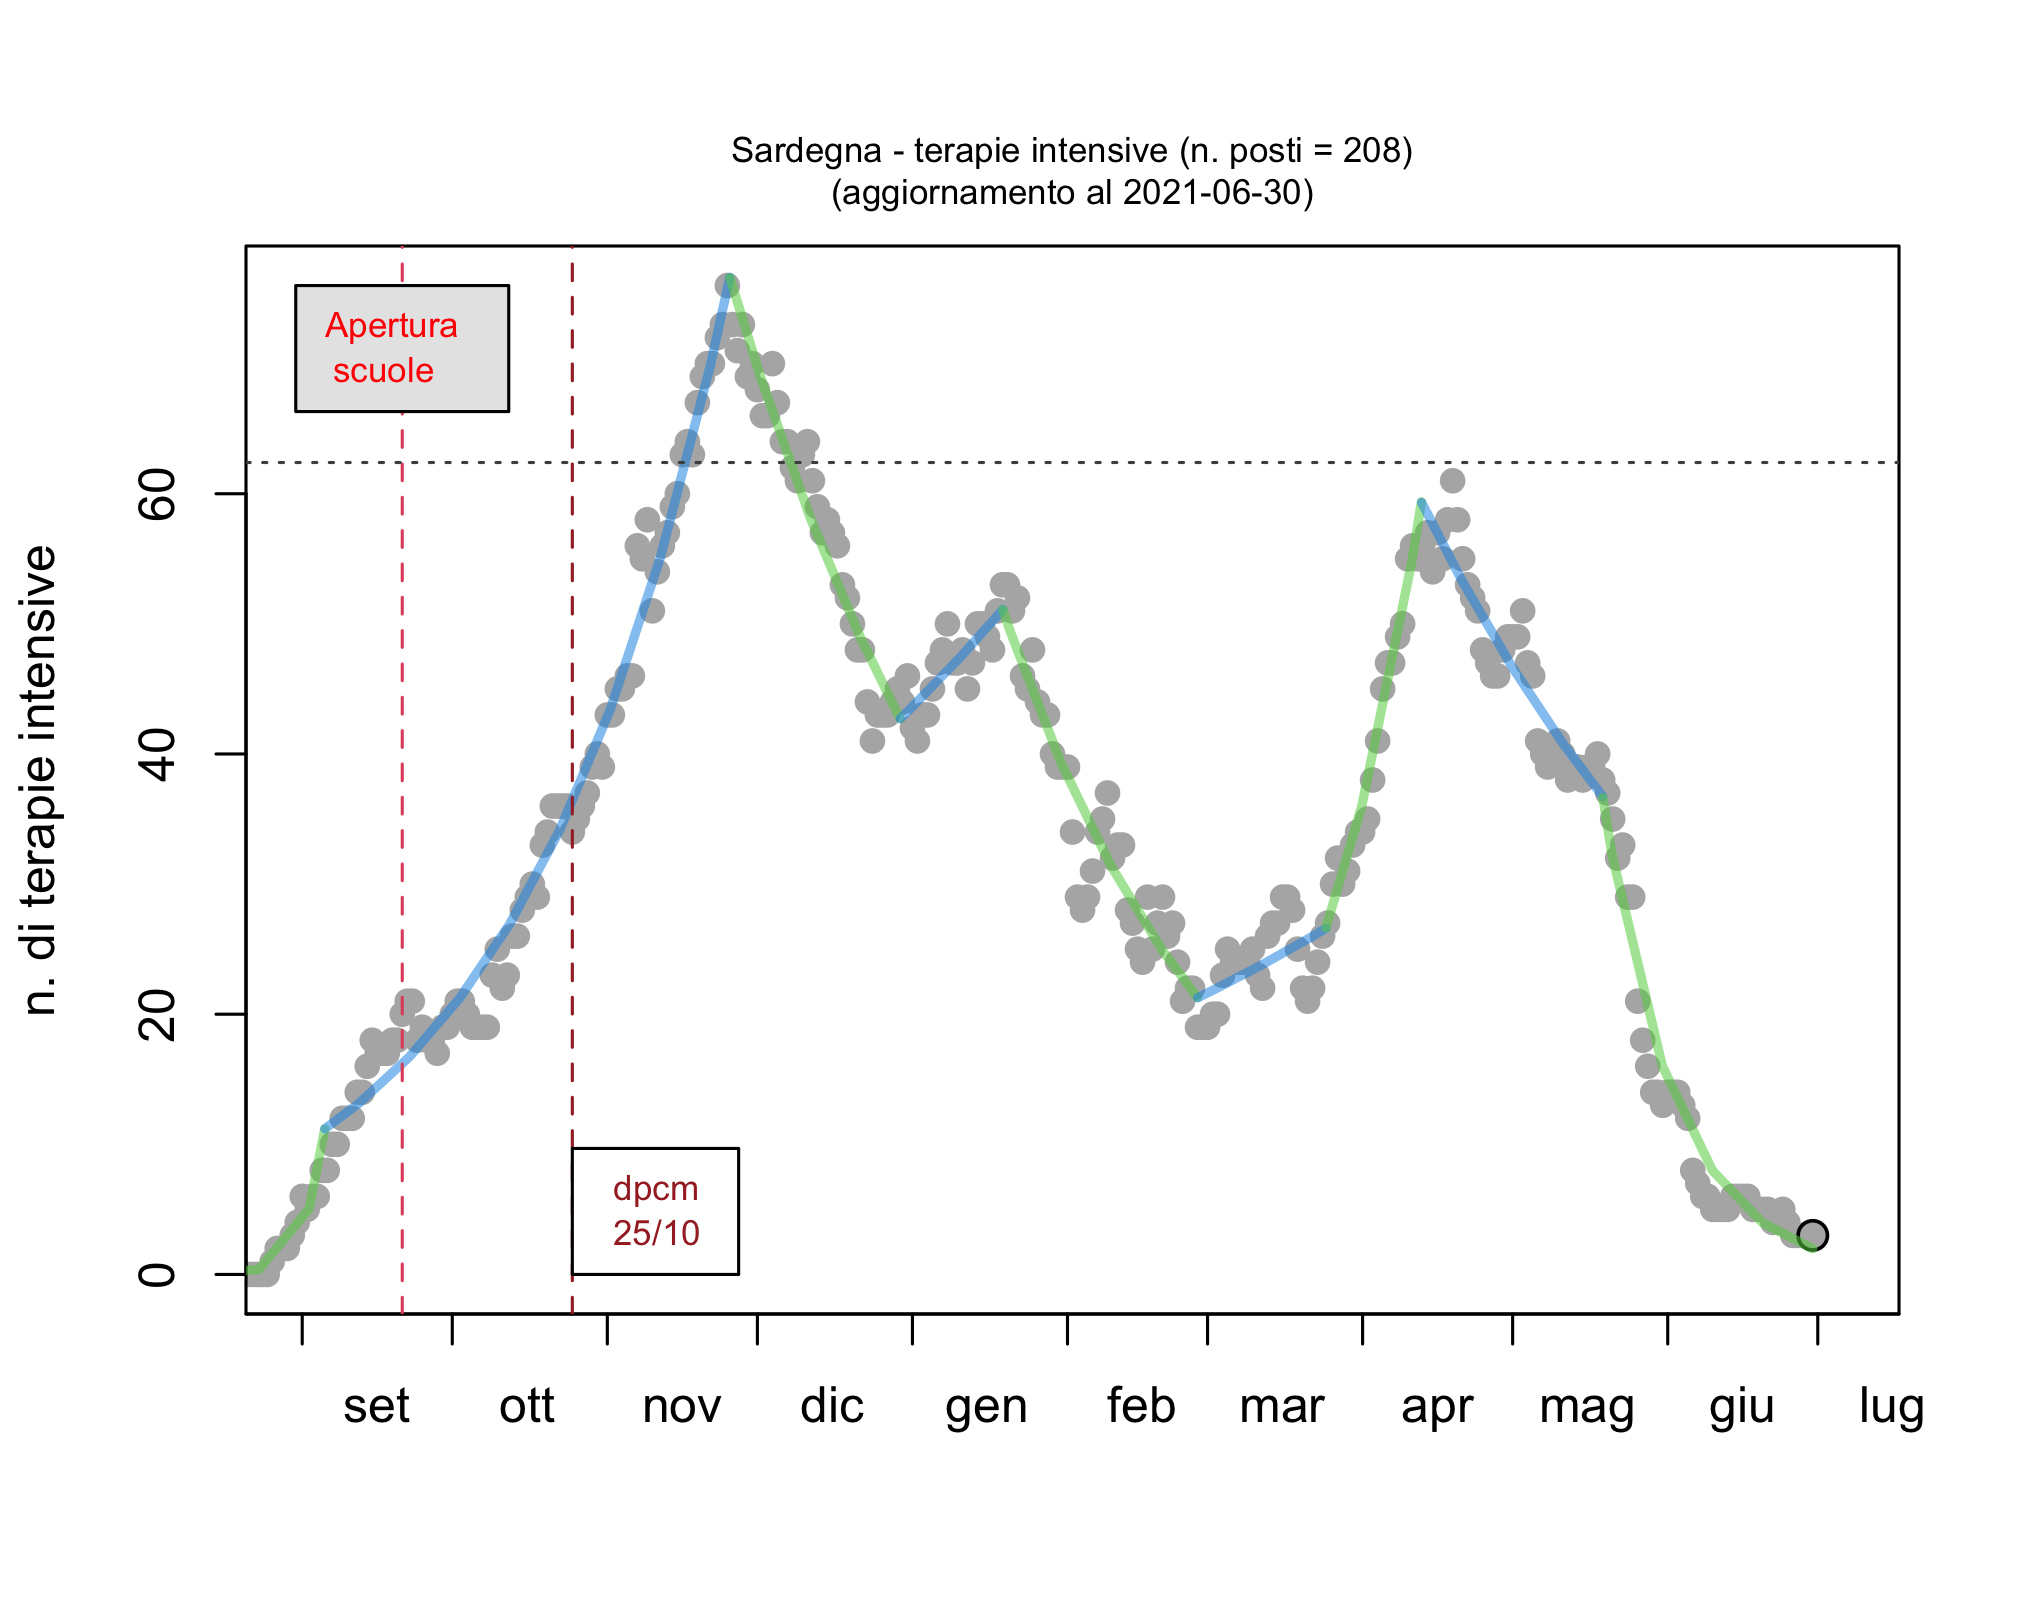 Sardegna - terapie intensive (n. posti = 208)
(aggiornamento al 2021-06-30)
Apertura
scuole
dpcm
25/10
n. di terapie intensive
60
40
20
0
set ott nov dic gen feb mar apr mag giu lug